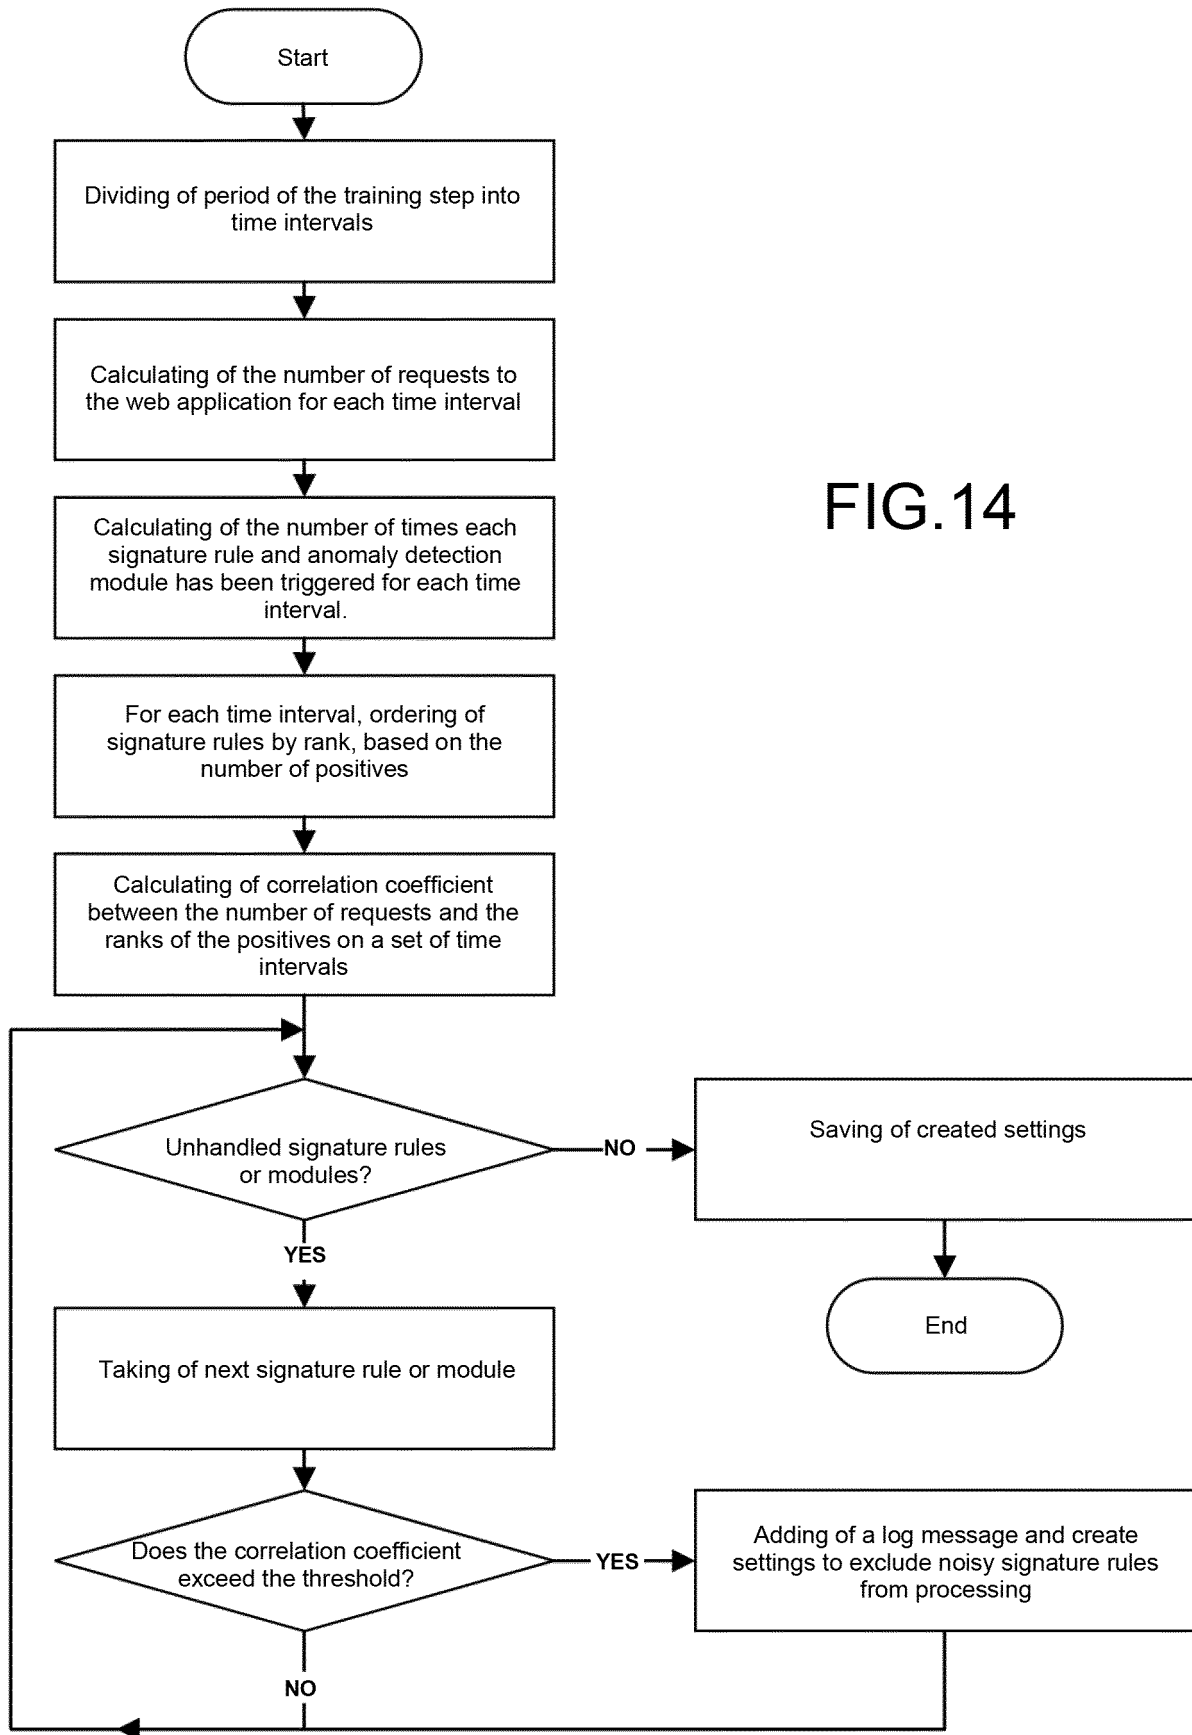 Start
Dividing of period of the training step into
time intervals
Calculating of the number of requests to
the web application for each time interval
Calculating of the number of times each
signature rule and anomaly detection
module has been triggered for each time
interval.
FIG.14
For each time interval, ordering of
signature rules by rank, based on the
number of positives
Calculating of correlation coefficient
between the number of requests and the
ranks of the positives on a set of time
intervals
Unhandled signature rules
or modules?
NO
Saving of created settings
YES
End
Taking of next signature rule or module
Does the correlation coefficient
exceed the threshold?
YES
Adding of a log message and create
settings to exclude noisy signature rules
from processing
NO